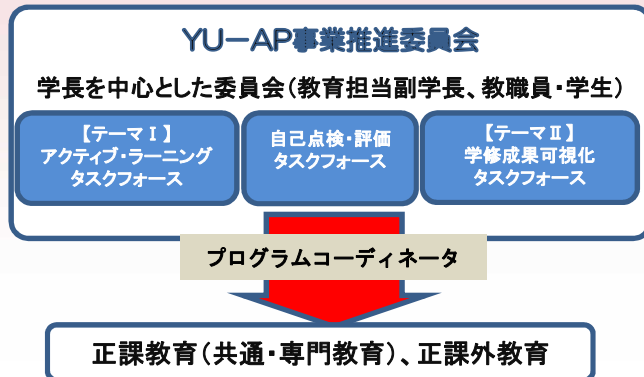 YU－AP事業推進委員会
学長を中心とした委員会（教育担当副学長、教職員・学生）
【テーマⅠ】
アクティブ・ラーニング
タスクフォース
自己点検・評価
タスクフォース
【テーマⅡ】
学修成果可視化
タスクフォース
プログラムコーディネータ
正課教育（共通・専門教育）、正課外教育